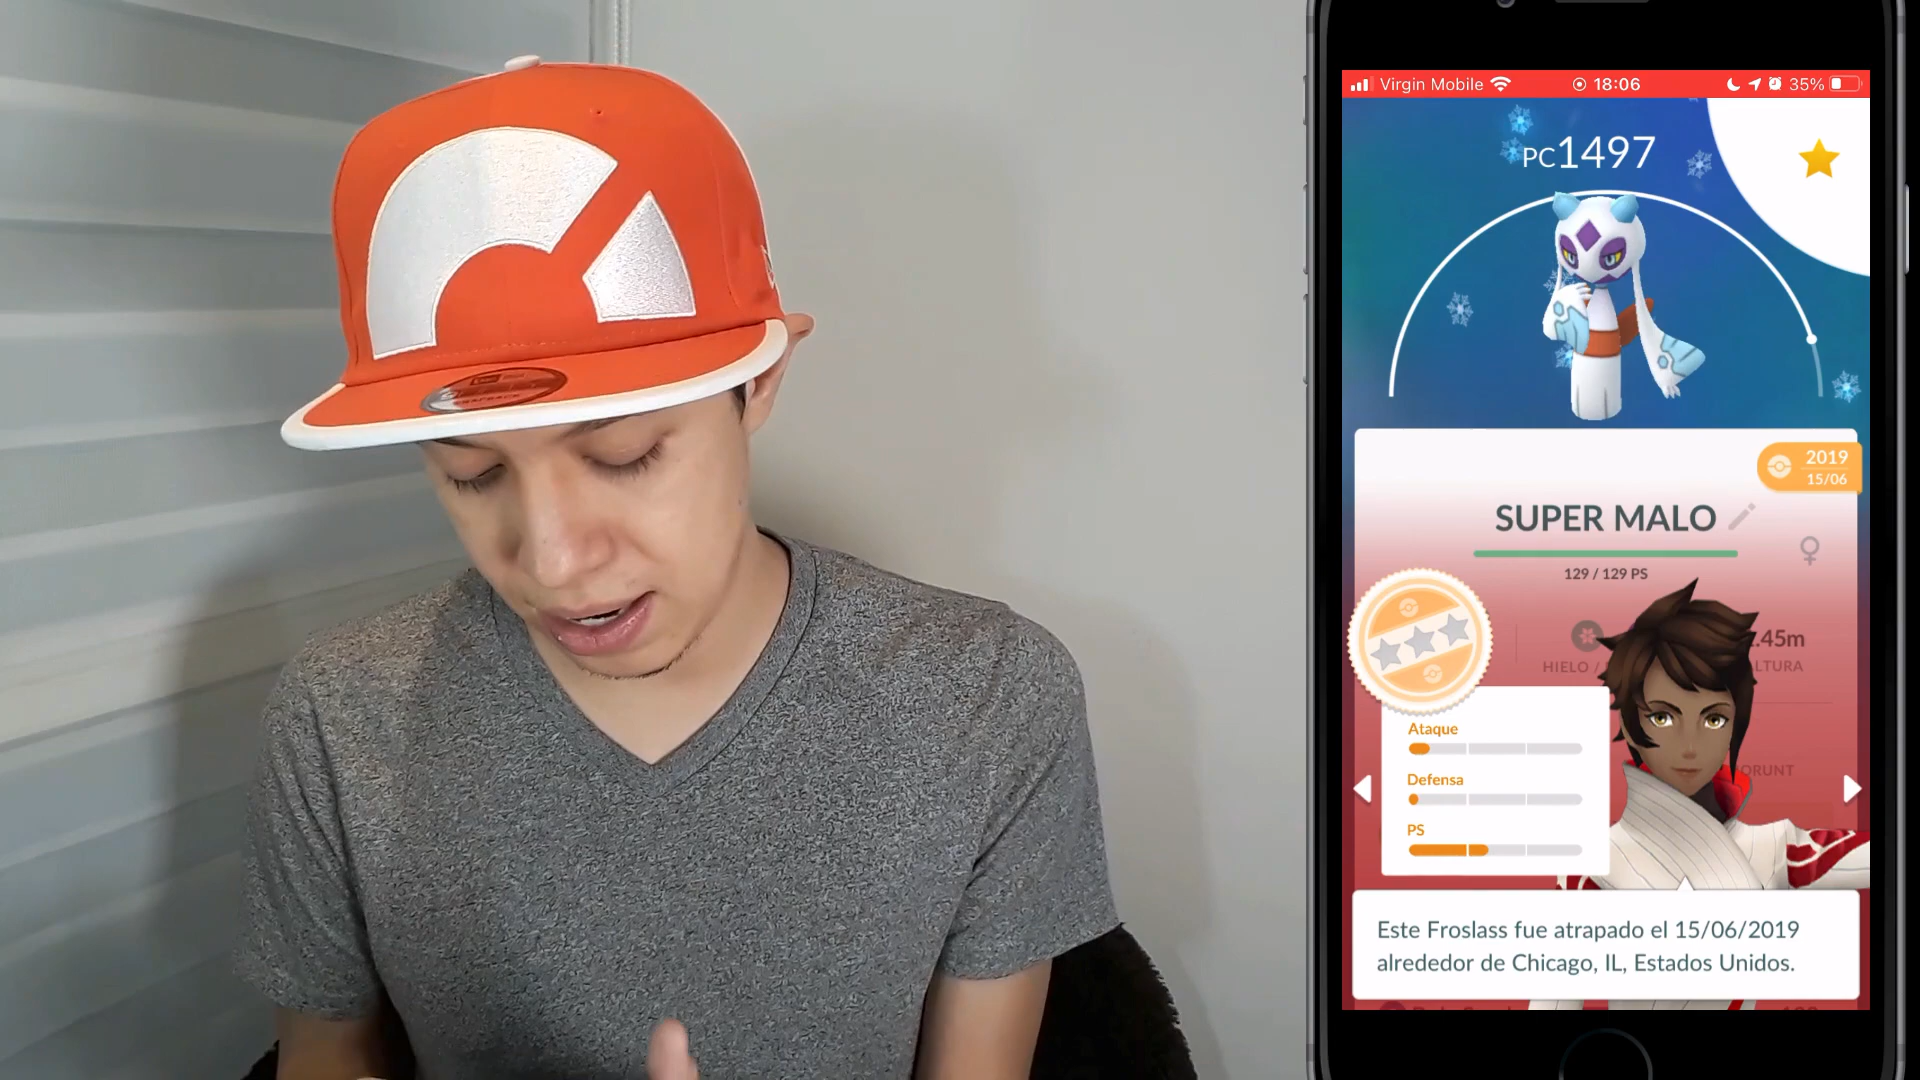 Virgin Mobile 18:06 35%
PC1497
2019
15/06
SUPER MALO
129 / 129 PS
.45m
HIELO /
LTURA
Ataque
Defensa
ORUNT
PS
Este Froslass fue atrapado el 15/06/2019
alrededor de Chicago, IL, Estados Unidos.